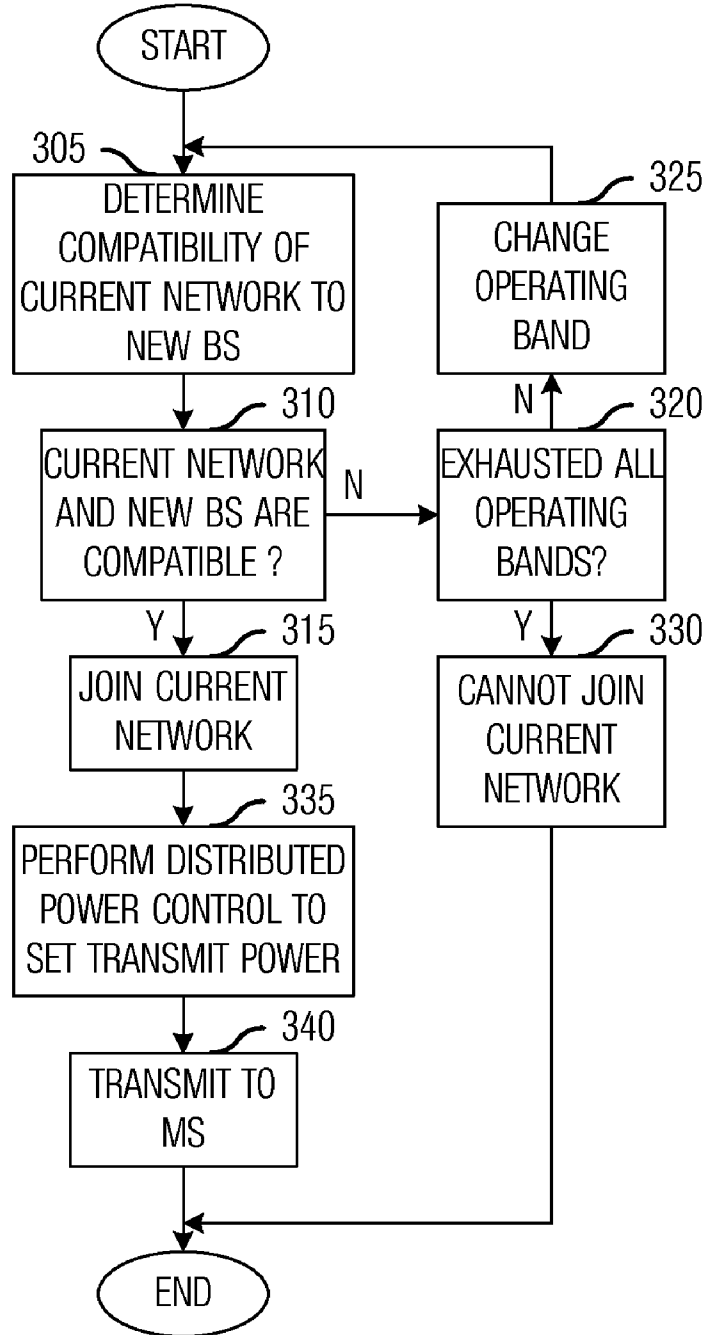 START
305
DETERMINE
COMPATIBILITY OF
CURRENT NETWORK TO
NEW BS
325
CHANGE
OPERATING
BAND
N
310
CURRENT NETWORK
AND NEW BS ARE
COMPATIBLE ?
N
320
EXHAUSTED ALL
OPERATING
BANDS?
Y
315
JOIN CURRENT
NETWORK
Y
330
CANNOT JOIN
CURRENT
NETWORK
335
PERFORM DISTRIBUTED
POWER CONTROL TO
SET TRANSMIT POWER
340
TRANSMIT TO
MS
END